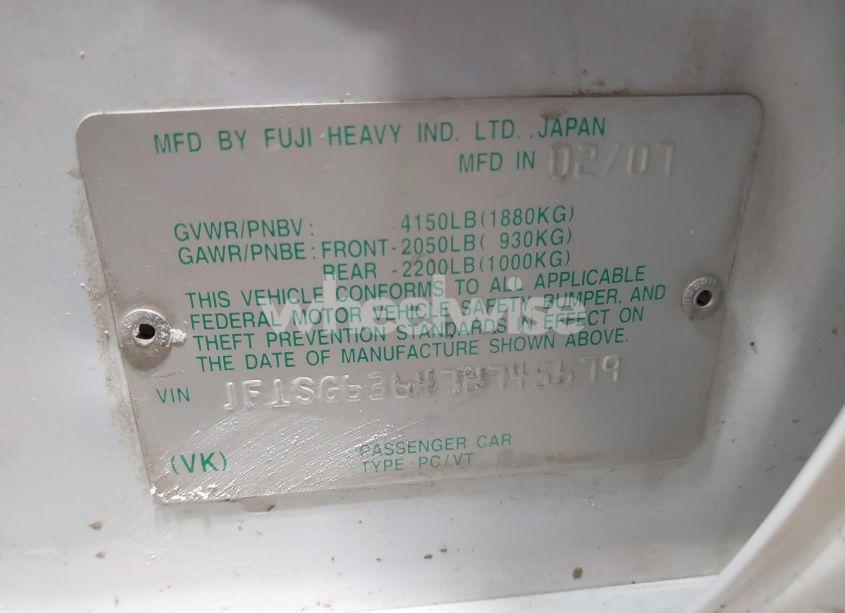 MFD BY FUJI HEAVY IND. LTD. JAPAN
MFD IN 02/07
GVWR/PNBV: 4150LB(1880KG)
GAWR/PNBE: FRONT-2050LB( 930KG)
REAR -2200LB(1000KG)
THIS VEHICLE CONFORMS TO ALL APPLICABLE
FEDERAL MOTOR VEHICLE SAFETY, BUMPER, AND
THEFT PREVENTION STANDARDS IN EFFECT ON
THE DATE OF MANUFACTURE SHOWN ABOVE.
wheelwise
VIN JF1SG63647H745679
(VK) PASSENGER CAR
TYPE: PC/VT